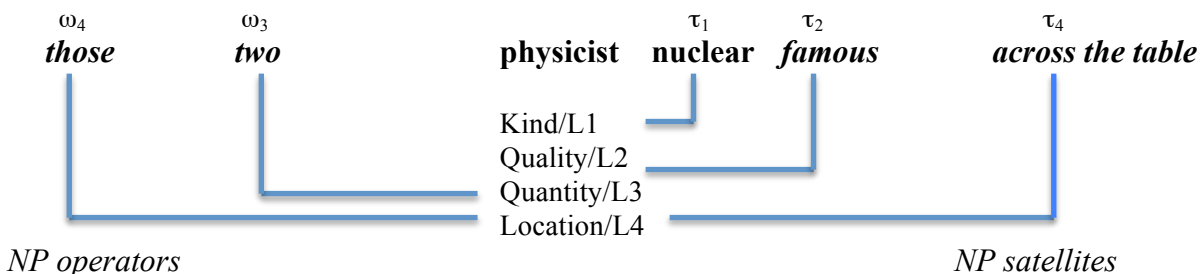 ω4 ω3 τ1 τ2 τ4
those two physicist nuclear famous across the table
Kind/L1
Quality/L2
Quantity/L3
Location/L4
NP operators NP satellites